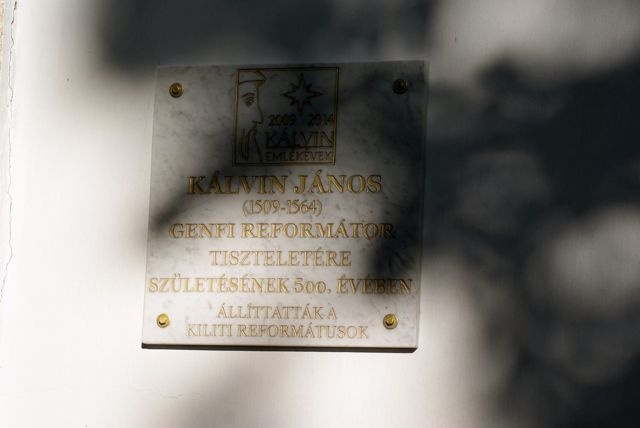 2009 2014
KÁLVIN
EMLÉKÉVEK
KÁLVIN JÁNOS
(1509-1564)
GENFI REFORMÁTOR
TISZTELETÉRE
SZÜLETÉSÉNEK 500. ÉVÉBEN
ÁLLÍTTATTÁK A
KILITI REFORMÁTUSOK